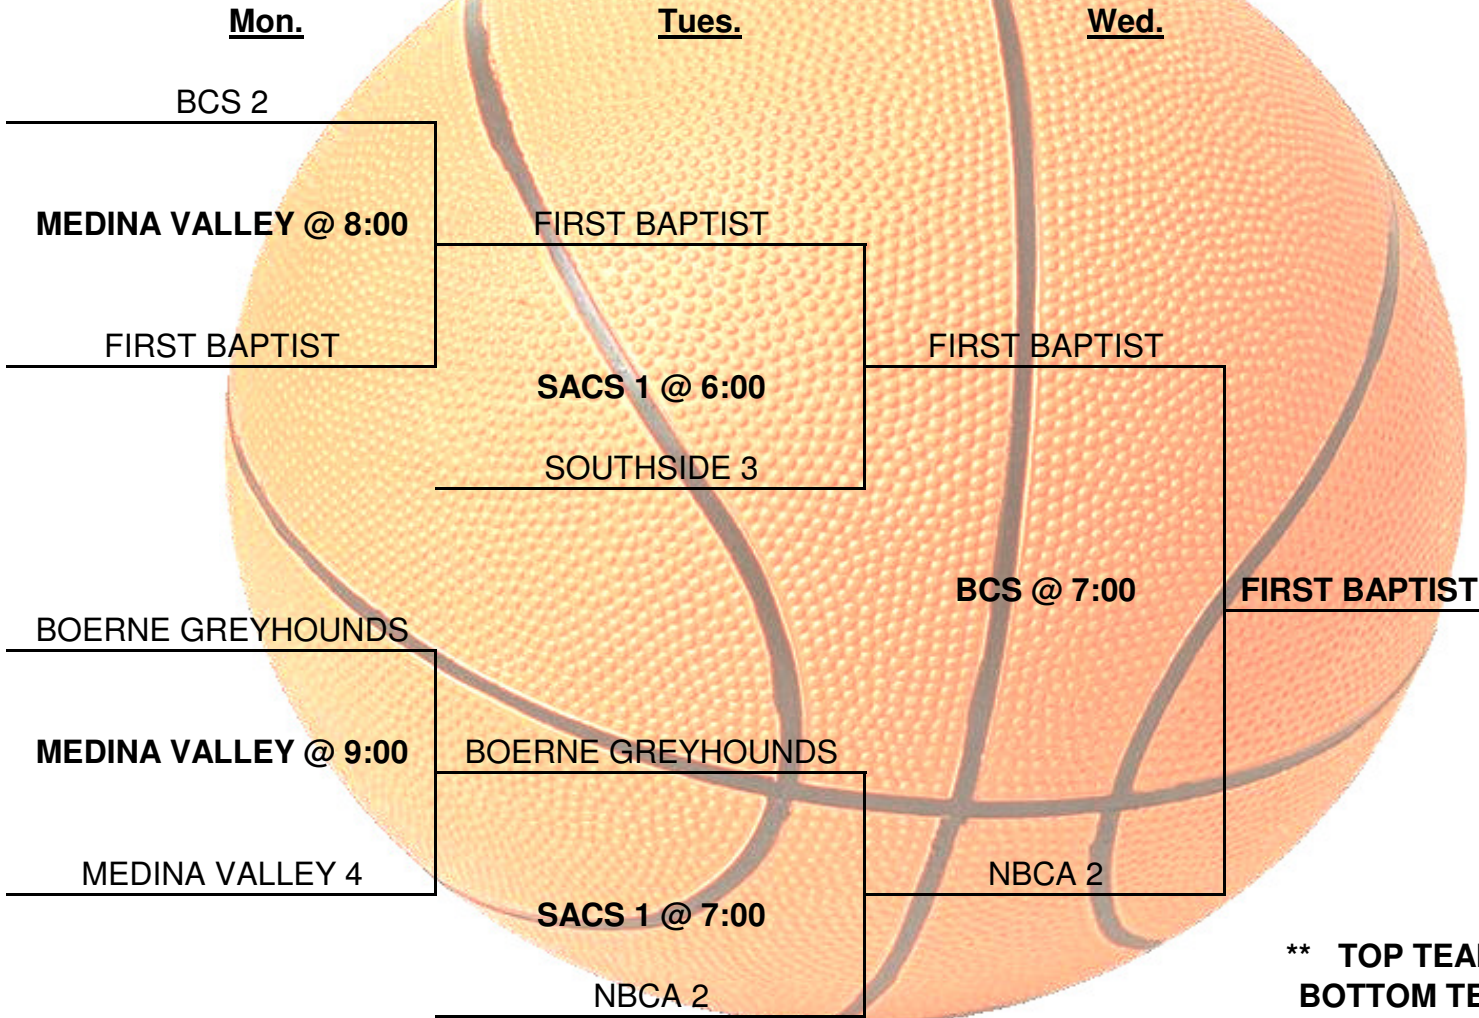 Mon. Tues. Wed.
BCS 2
MEDINA VALLEY @ 8:00 FIRST BAPTIST
FIRST BAPTIST FIRST BAPTIST
SACS 1 @ 6:00
SOUTHSIDE 3
BCS @ 7:00 FIRST BAPTIST
BOERNE GREYHOUNDS
MEDINA VALLEY @ 9:00 BOERNE GREYHOUNDS
MEDINA VALLEY 4 NBCA 2
SACS 1 @ 7:00
** TOP
NBCA 2 BOTTOM